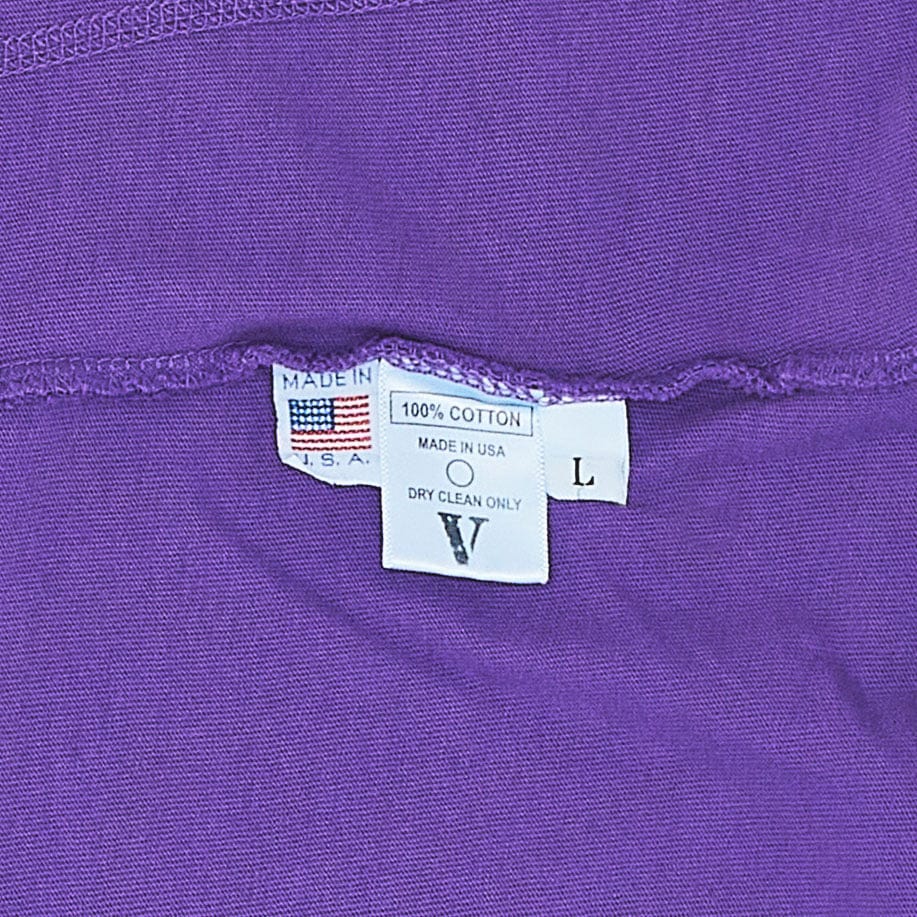 MADE IN
U.S.A.
100% COTTON
MADE IN USA
DRY CLEAN ONLY
V
L